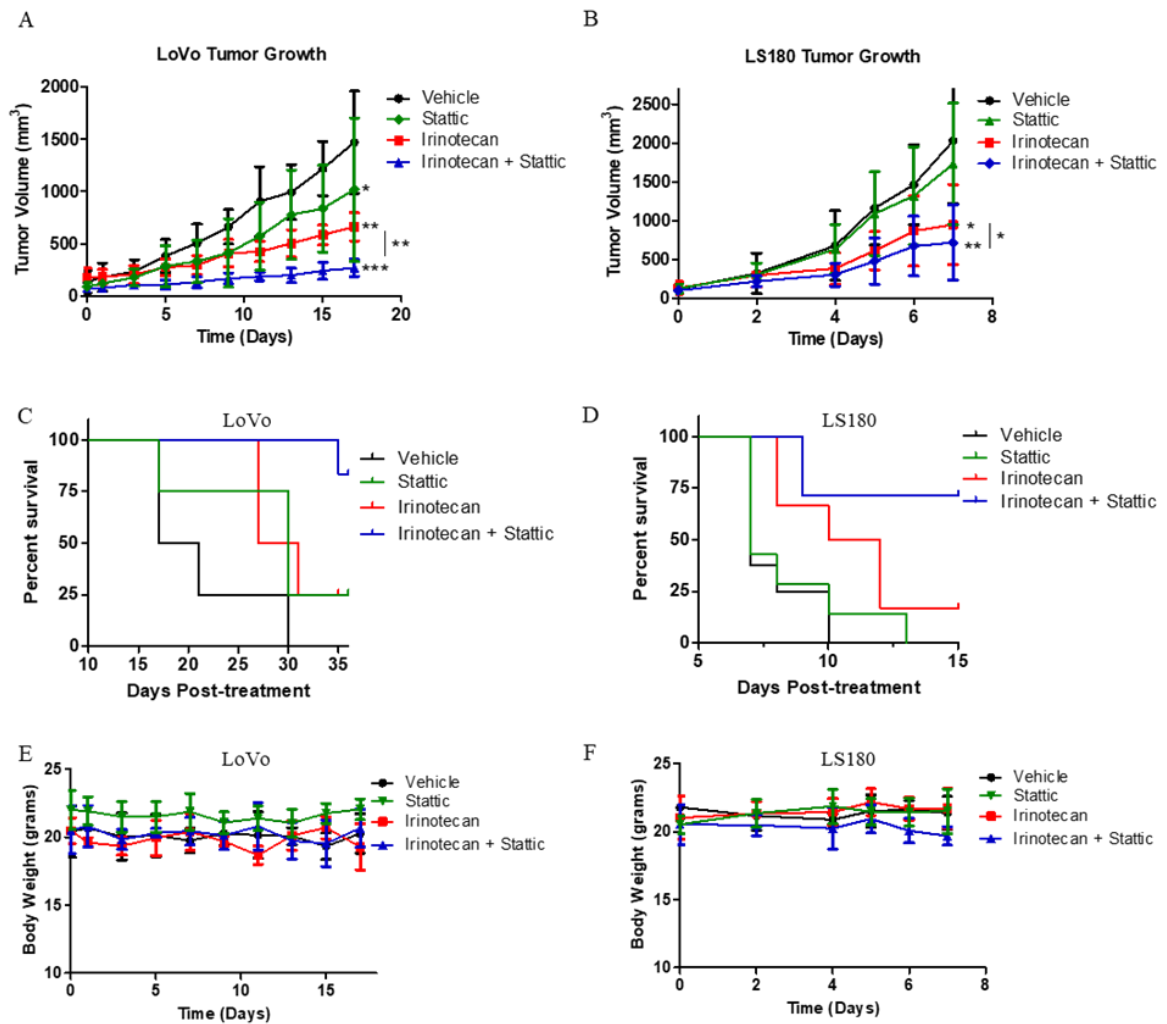 A
LoVo Tumor Growth
Tumor Volume (mm³)
2000
1500
1000
500
0
0
5
10
15
20
Time (Days)
Vehicle
Stattic
Irinotecan
Irinotecan + Stattic
*
**
**
***
B
LS180 Tumor Growth
Tumor Volume (mm³)
2500
2000
1500
1000
500
0
0
2
4
6
8
Time (Days)
Vehicle
Stattic
Irinotecan
Irinotecan + Stattic
*
*
**
C
LoVo
Percent survival
100
75
50
25
0
10
15
20
25
30
35
Days Post-treatment
Vehicle
Stattic
Irinotecan
Irinotecan + Stattic
D
LS180
Percent survival
100
75
50
25
0
5
10
15
Days Post-treatment
Vehicle
Stattic
Irinotecan
Irinotecan + Stattic
E
LoVo
Body Weight (grams)
25
20
15
10
0
5
10
15
Time (Days)
Vehicle
Stattic
Irinotecan
Irinotecan + Stattic
F
LS180
Body Weight (grams)
25
20
15
10
0
2
4
6
8
Time (Days)
Vehicle
Stattic
Irinotecan
Irinotecan + Stattic